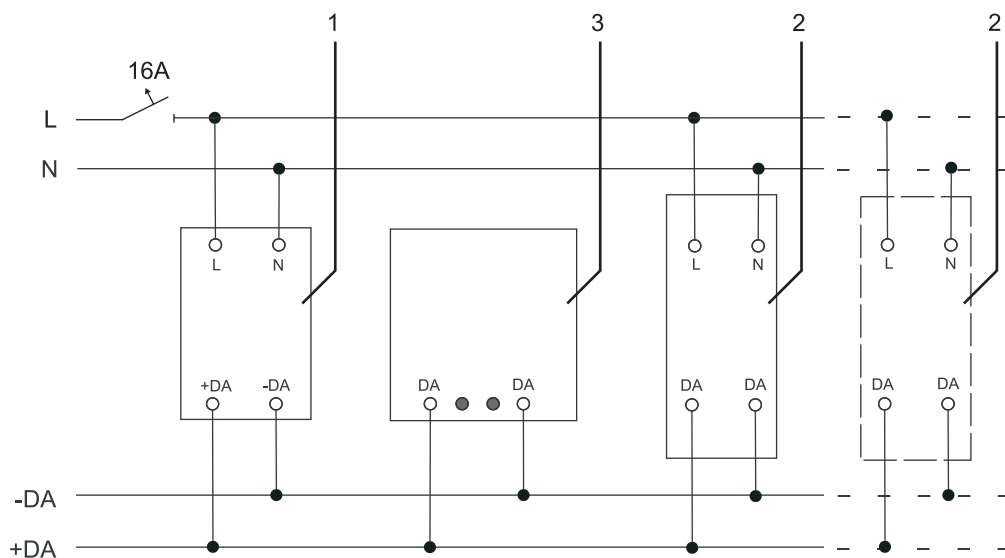 1 3 2 2
16A
L
N
L N L N L N
+DA -DA DA DA DA DA DA DA
-DA
+DA